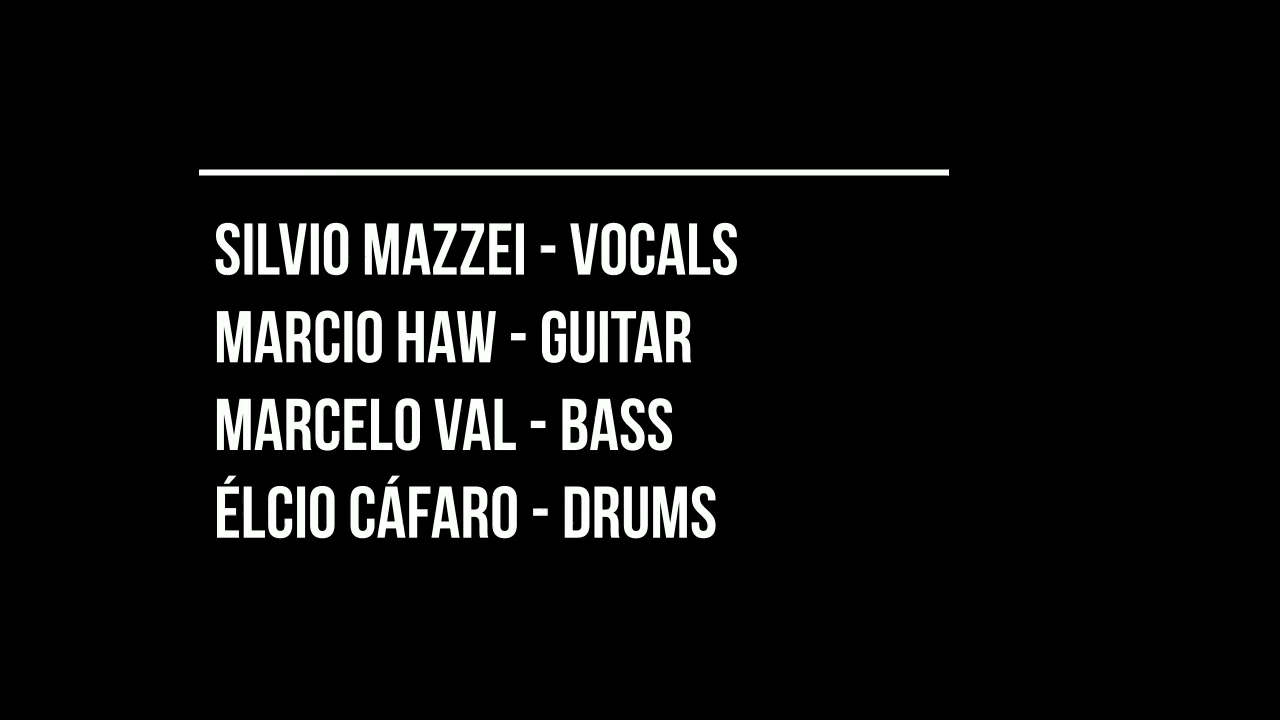 SILVIO MAZZEI - VOCALS
MARCIO HAW - GUITAR
MARCELO VAL - BASS
ÉLCIO CÁFARO - DRUMS